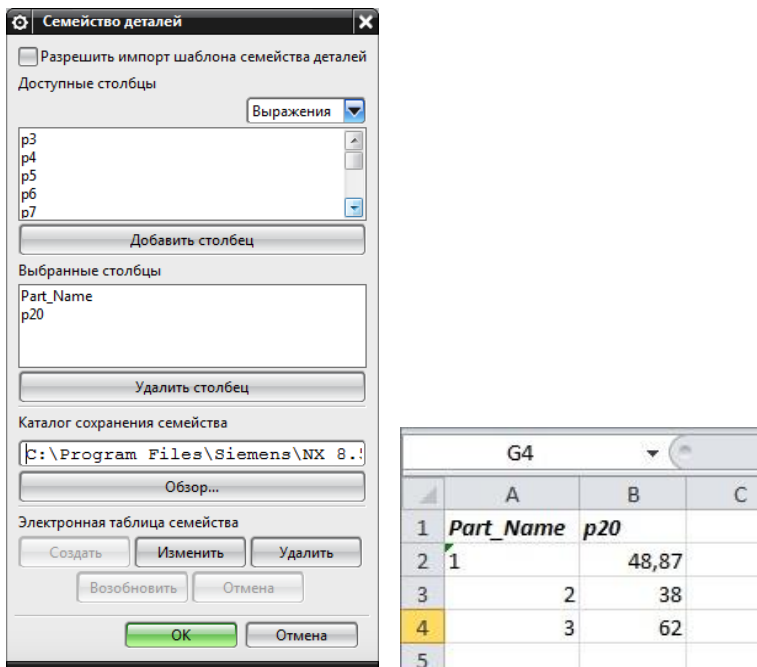 Семейство деталей
Разрешить импорт шаблона семейства деталей
Доступные столбцы
Выражения
p3
p4
p5
p6
p7
Добавить столбец
Выбранные столбцы
Part_Name
p20
Удалить столбец
Каталог сохранения семейства
C:\Program Files\Siemens\NX 8.5
Обзор...
Электронная таблица семейства
Создать Изменить Удалить
Возобновить Отмена
OK Отмена
G4
A B C
1 Part_Name p20
2 1 48,87
3 2 38
4 3 62
5